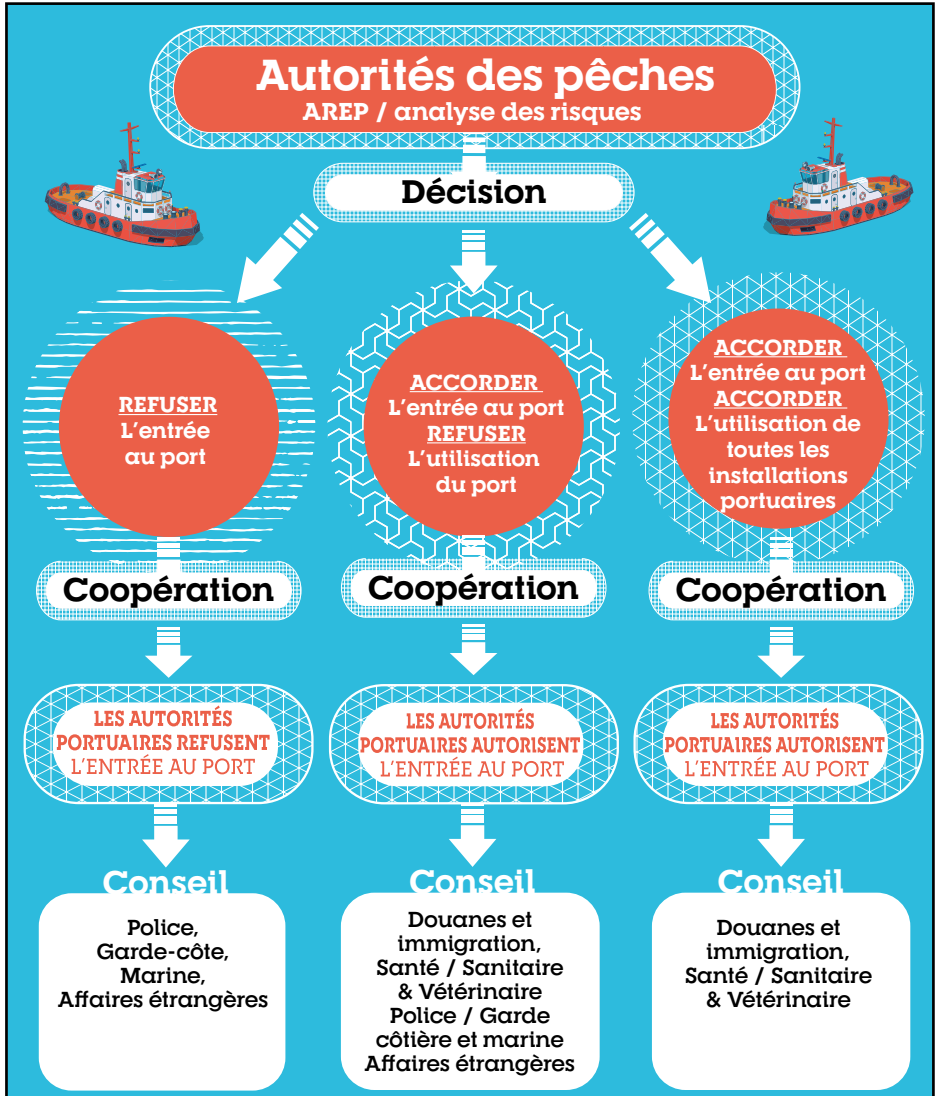 Autorités des pêches
AREP / analyse des risques
Décision
REFUSER
L'entrée
au port
ACCORDER
L'entrée au port
REFUSER
L'utilisation
du port
ACCORDER
L'entrée au port
ACCORDER
L'utilisation de
toutes les
installations
portuaires
Coopération
Coopération
Coopération
LES AUTORITÉS
PORTUAIRES REFUSENT
L'ENTRÉE AU PORT
LES AUTORITÉS
PORTUAIRES AUTORISENT
L'ENTRÉE AU PORT
LES AUTORITÉS
PORTUAIRES AUTORISENT
L'ENTRÉE AU PORT
Conseil
Police,
Garde-côte,
Marine,
Affaires étrangères
Conseil
Douanes et
immigration,
Santé / Sanitaire
& Vétérinaire
Police / Garde
côtière et marine
Affaires étrangères
Conseil
Douanes et
immigration,
Santé / Sanitaire
& Vétérinaire